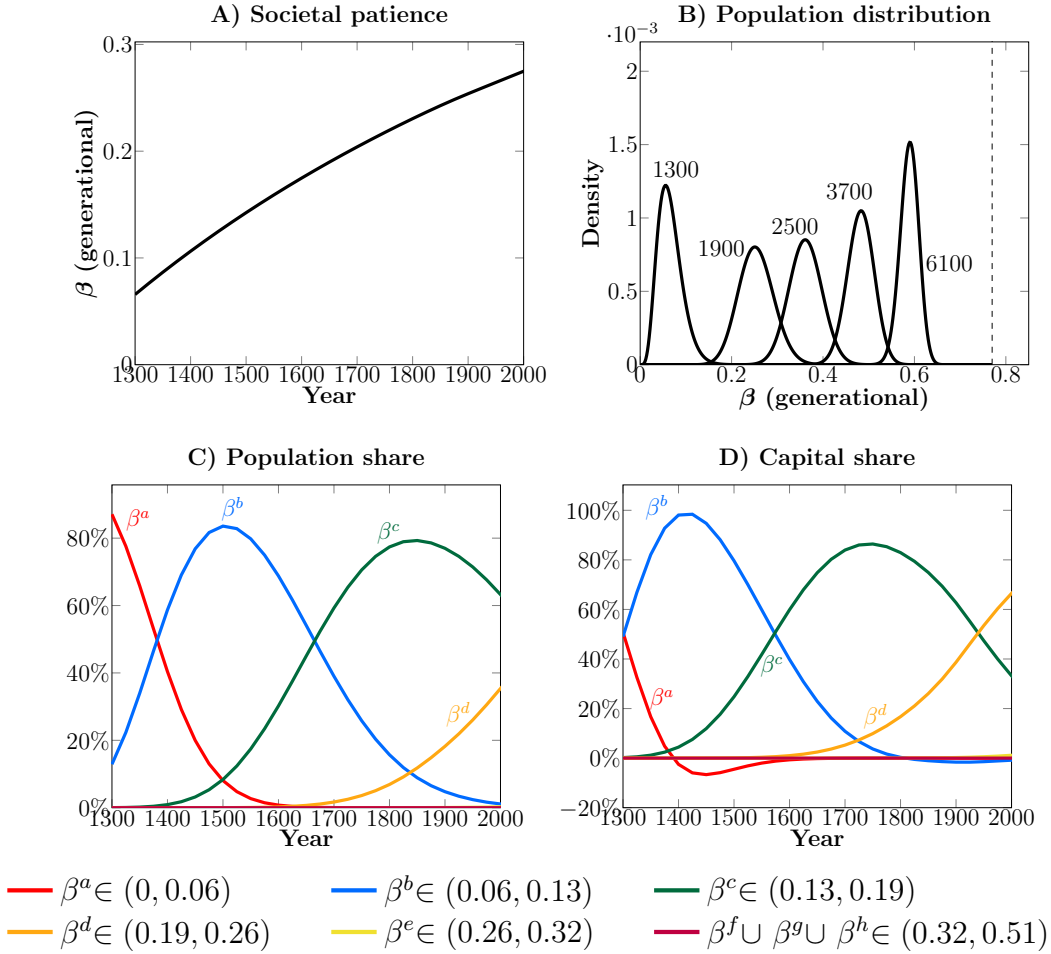 A) Societal patience
0.3
0.2
0.1
0
β (generational)
1300 1400 1500 1600 1700 1800 1900 2000
Year
B) Population distribution
·10⁻³
2
1.5
1
0.5
0
Density
1300
1900
2500
3700
6100
0 0.2 0.4 0.6 0.8
β (generational)
C) Population share
80%
60%
40%
20%
0%
βᵃ
βᵇ
βᶜ
βᵈ
1300 1400 1500 1600 1700 1800 1900 2000
Year
D) Capital share
100%
80%
60%
40%
20%
0%
−20%
βᵇ
βᵃ
βᶜ
βᵈ
1300 1400 1500 1600 1700 1800 1900 2000
Year
βᵃ∈ (0, 0.06) βᵇ∈ (0.06, 0.13) βᶜ∈ (0.13, 0.19)
βᵈ∈ (0.19, 0.26) βᵉ∈ (0.26, 0.32) βᶠ∪ βᵍ∪ βʰ∈ (0.32, 0.51)